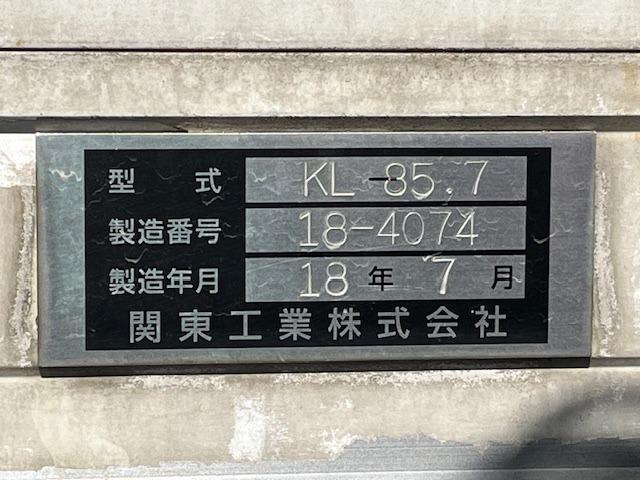 型 式 KL-85.7
製造番号 18-4074
製造年月 18年 7月
関東工業株式会社